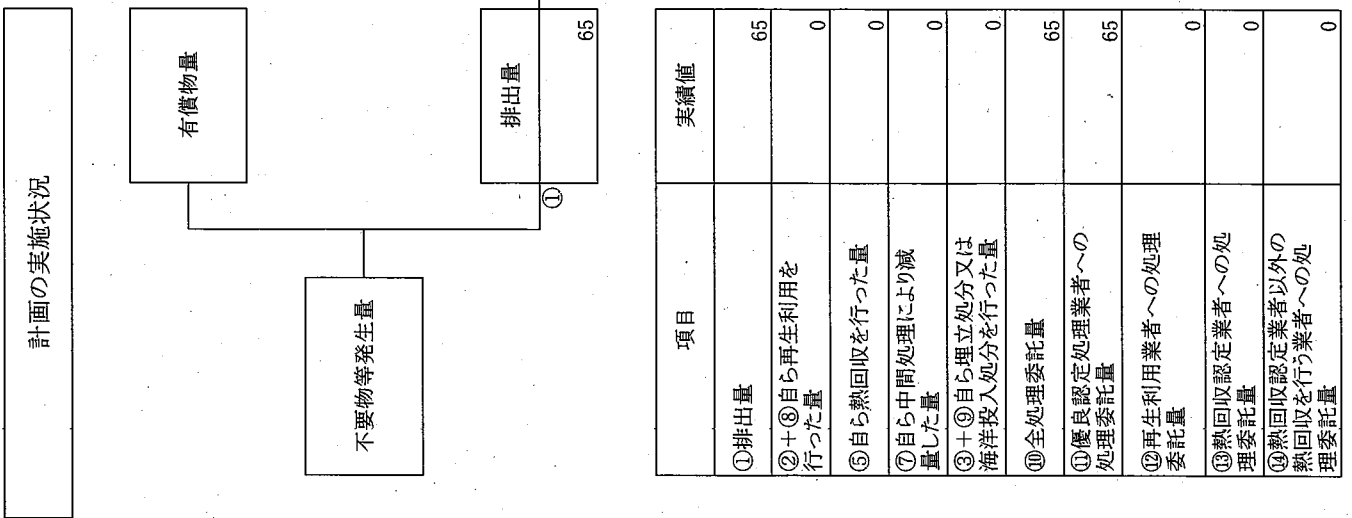 計画の実施状況
有償物量
不要物等発生量
①
排出量
65
項目
実績値
①排出量
65
②+⑧自ら再生利用を
行った量
0
⑤自ら熱回収を行った量
0
⑦自ら中間処理により減
量した量
0
③+⑨自ら埋立処分又は
海洋投入処分を行った量
0
⑩全処理委託量
65
⑪優良認定処理業者への
処理委託量
65
⑫再生利用業者への処理
委託量
0
⑬熱回収認定業者への処
理委託量
0
⑭熱回収認定業者以外の
熱回収を行う業者への処
理委託量
0